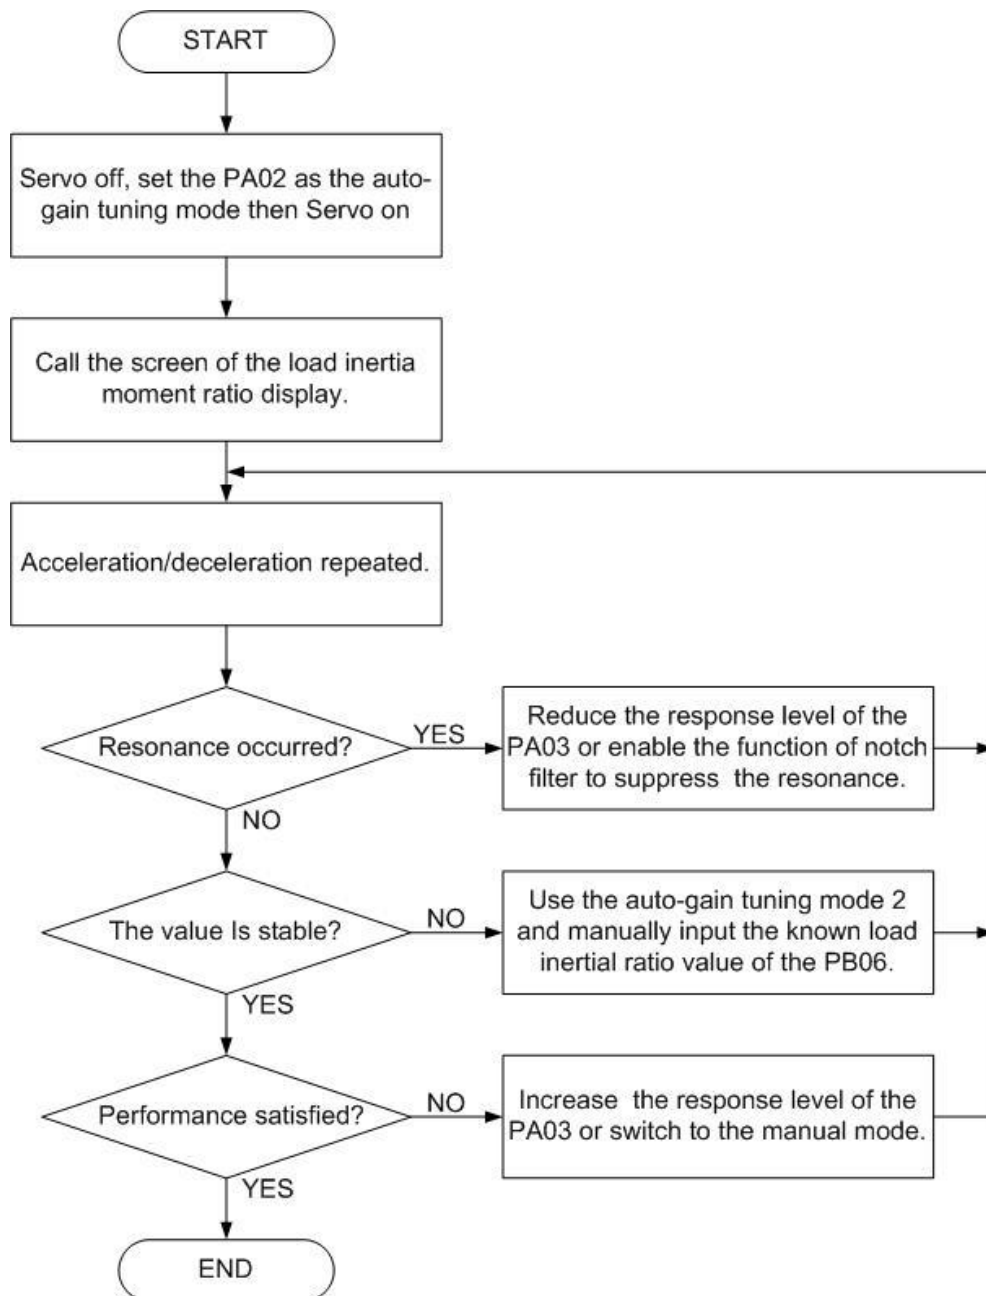 START
Servo off, set the PA02 as the auto-
gain tuning mode then Servo on
Call the screen of the load inertia
moment ratio display.
Acceleration/deceleration repeated.
Resonance occurred?
YES
Reduce the response level of the
PA03 or enable the function of notch
filter to suppress the resonance.
NO
The value Is stable?
NO
Use the auto-gain tuning mode 2
and manually input the known load
inertial ratio value of the PB06.
YES
Performance satisfied?
NO
Increase the response level of the
PA03 or switch to the manual mode.
YES
END